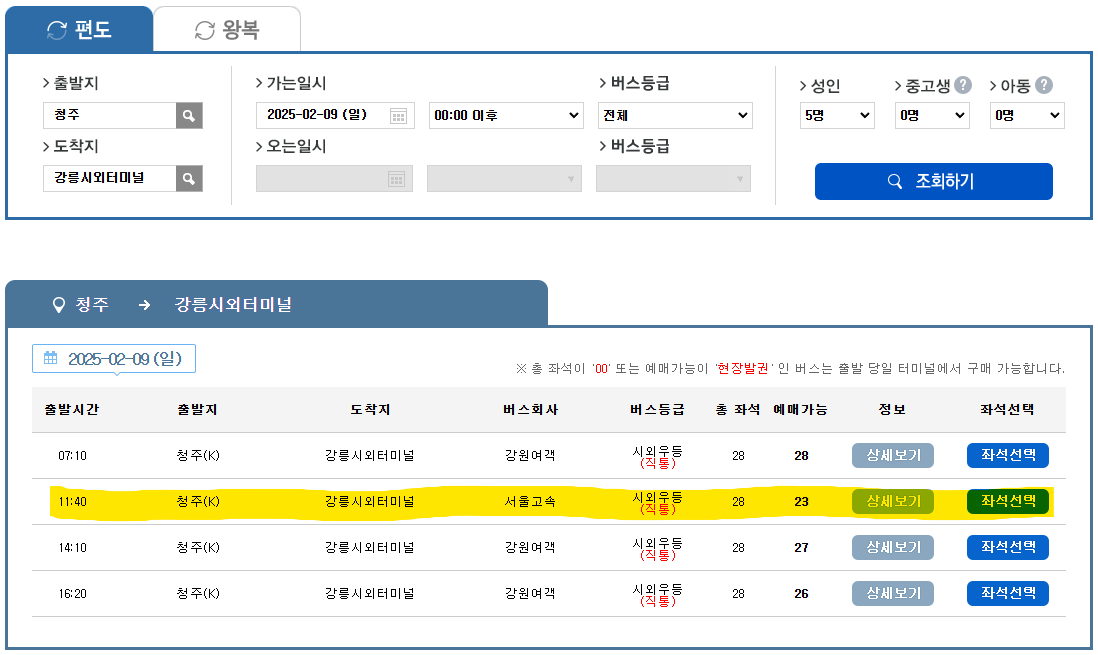 편도 왕복
출발지 가는일시 버스등급 성인 중고생 ? 아동 ?
청주 2025-02-09 (일) 00:00 이후 전체 5명 0명 0명
도착지 오는일시 버스등급
강릉시외터미널 조회하기
청주 → 강릉시외터미널
2025-02-09 (일)
※ 총 좌석이 '00' 또는 예매가능이 '현장발권' 인 버스는 출발 당일 터미널에서 구매 가능합니다.
출발시간 출발지 도착지 버스회사 버스등급 총 좌석 예매가능 정보 좌석선택
07:10 청주(K) 강릉시외터미널 강원여객 시외우등 (직통) 28 28 상세보기 좌석선택
11:40 청주(K) 강릉시외터미널 서울고속 시외우등 (직통) 28 23 상세보기 좌석선택
14:10 청주(K) 강릉시외터미널 강원여객 시외우등 (직통) 28 27 상세보기 좌석선택
16:20 청주(K) 강릉시외터미널 강원여객 시외우등 (직통) 28 26 상세보기 좌석선택